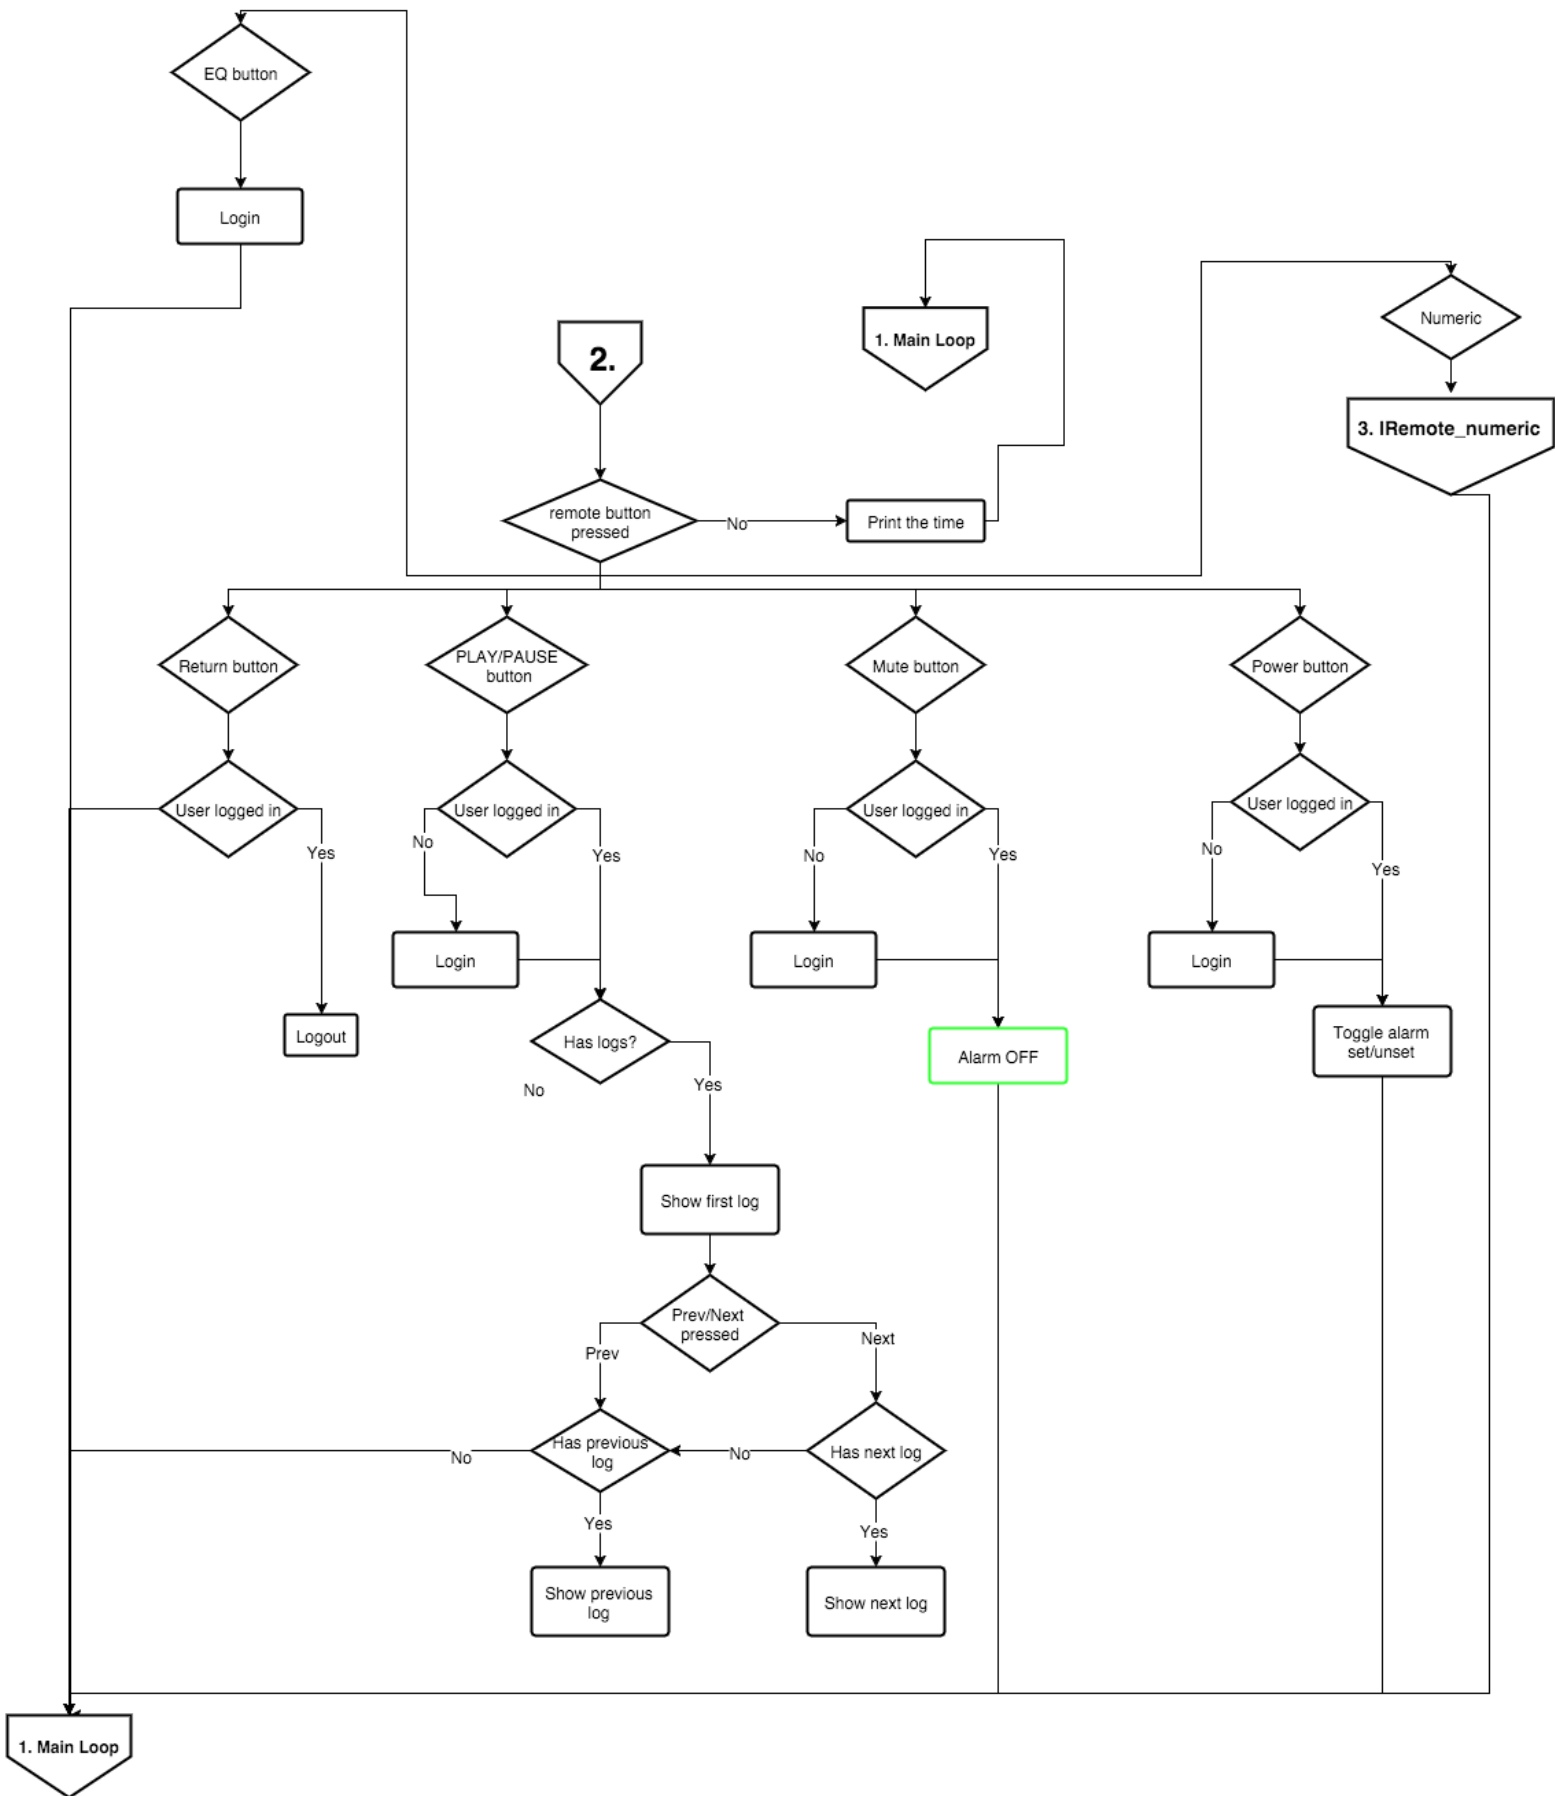 EQ button
Login
Numeric
1. Main Loop
2.
3. IRemote_numeric
remote button
pressed
No
Print the time
Return button
PLAY/PAUSE
button
Mute button
Power button
User logged in
User logged in
User logged in
User logged in
Yes
No
Yes
No
Yes
No
Yes
Login
Login
Login
Logout
Has logs?
No
Yes
Alarm OFF
Toggle alarm
set/unset
Show first log
Prev/Next
pressed
Prev
Next
Has previous
log
No
No
Has next log
Yes
Yes
Show previous
log
Show next log
1. Main Loop